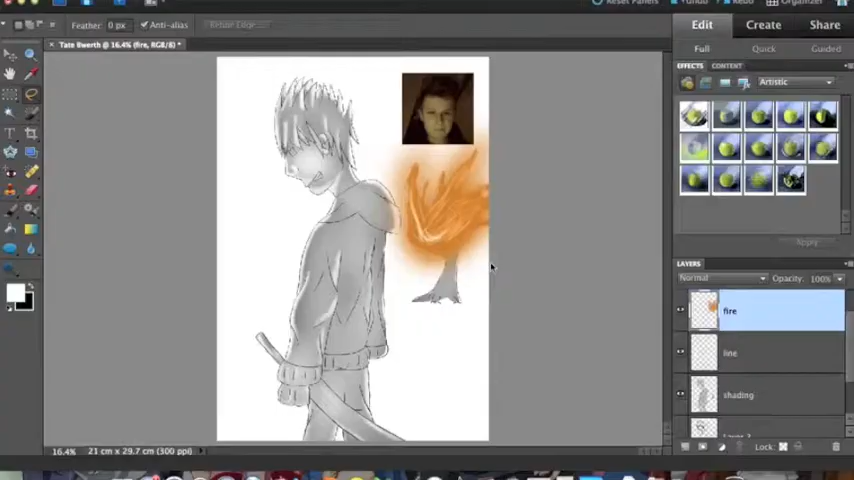 Reset Panels Undo Redo Organizer
Feather: 0 px Anti-alias Refine Edge...
Edit Create Share
Tate Bwerth @ 16.4% (fire, RGB/8) *
Full Quick Guided
EFFECTS CONTENT
Artistic
Apply
LAYERS
Normal Opacity: 100%
fire
line
shading
Layer 2
16.4% 21 cm x 29.7 cm (300 ppi)
Lock: